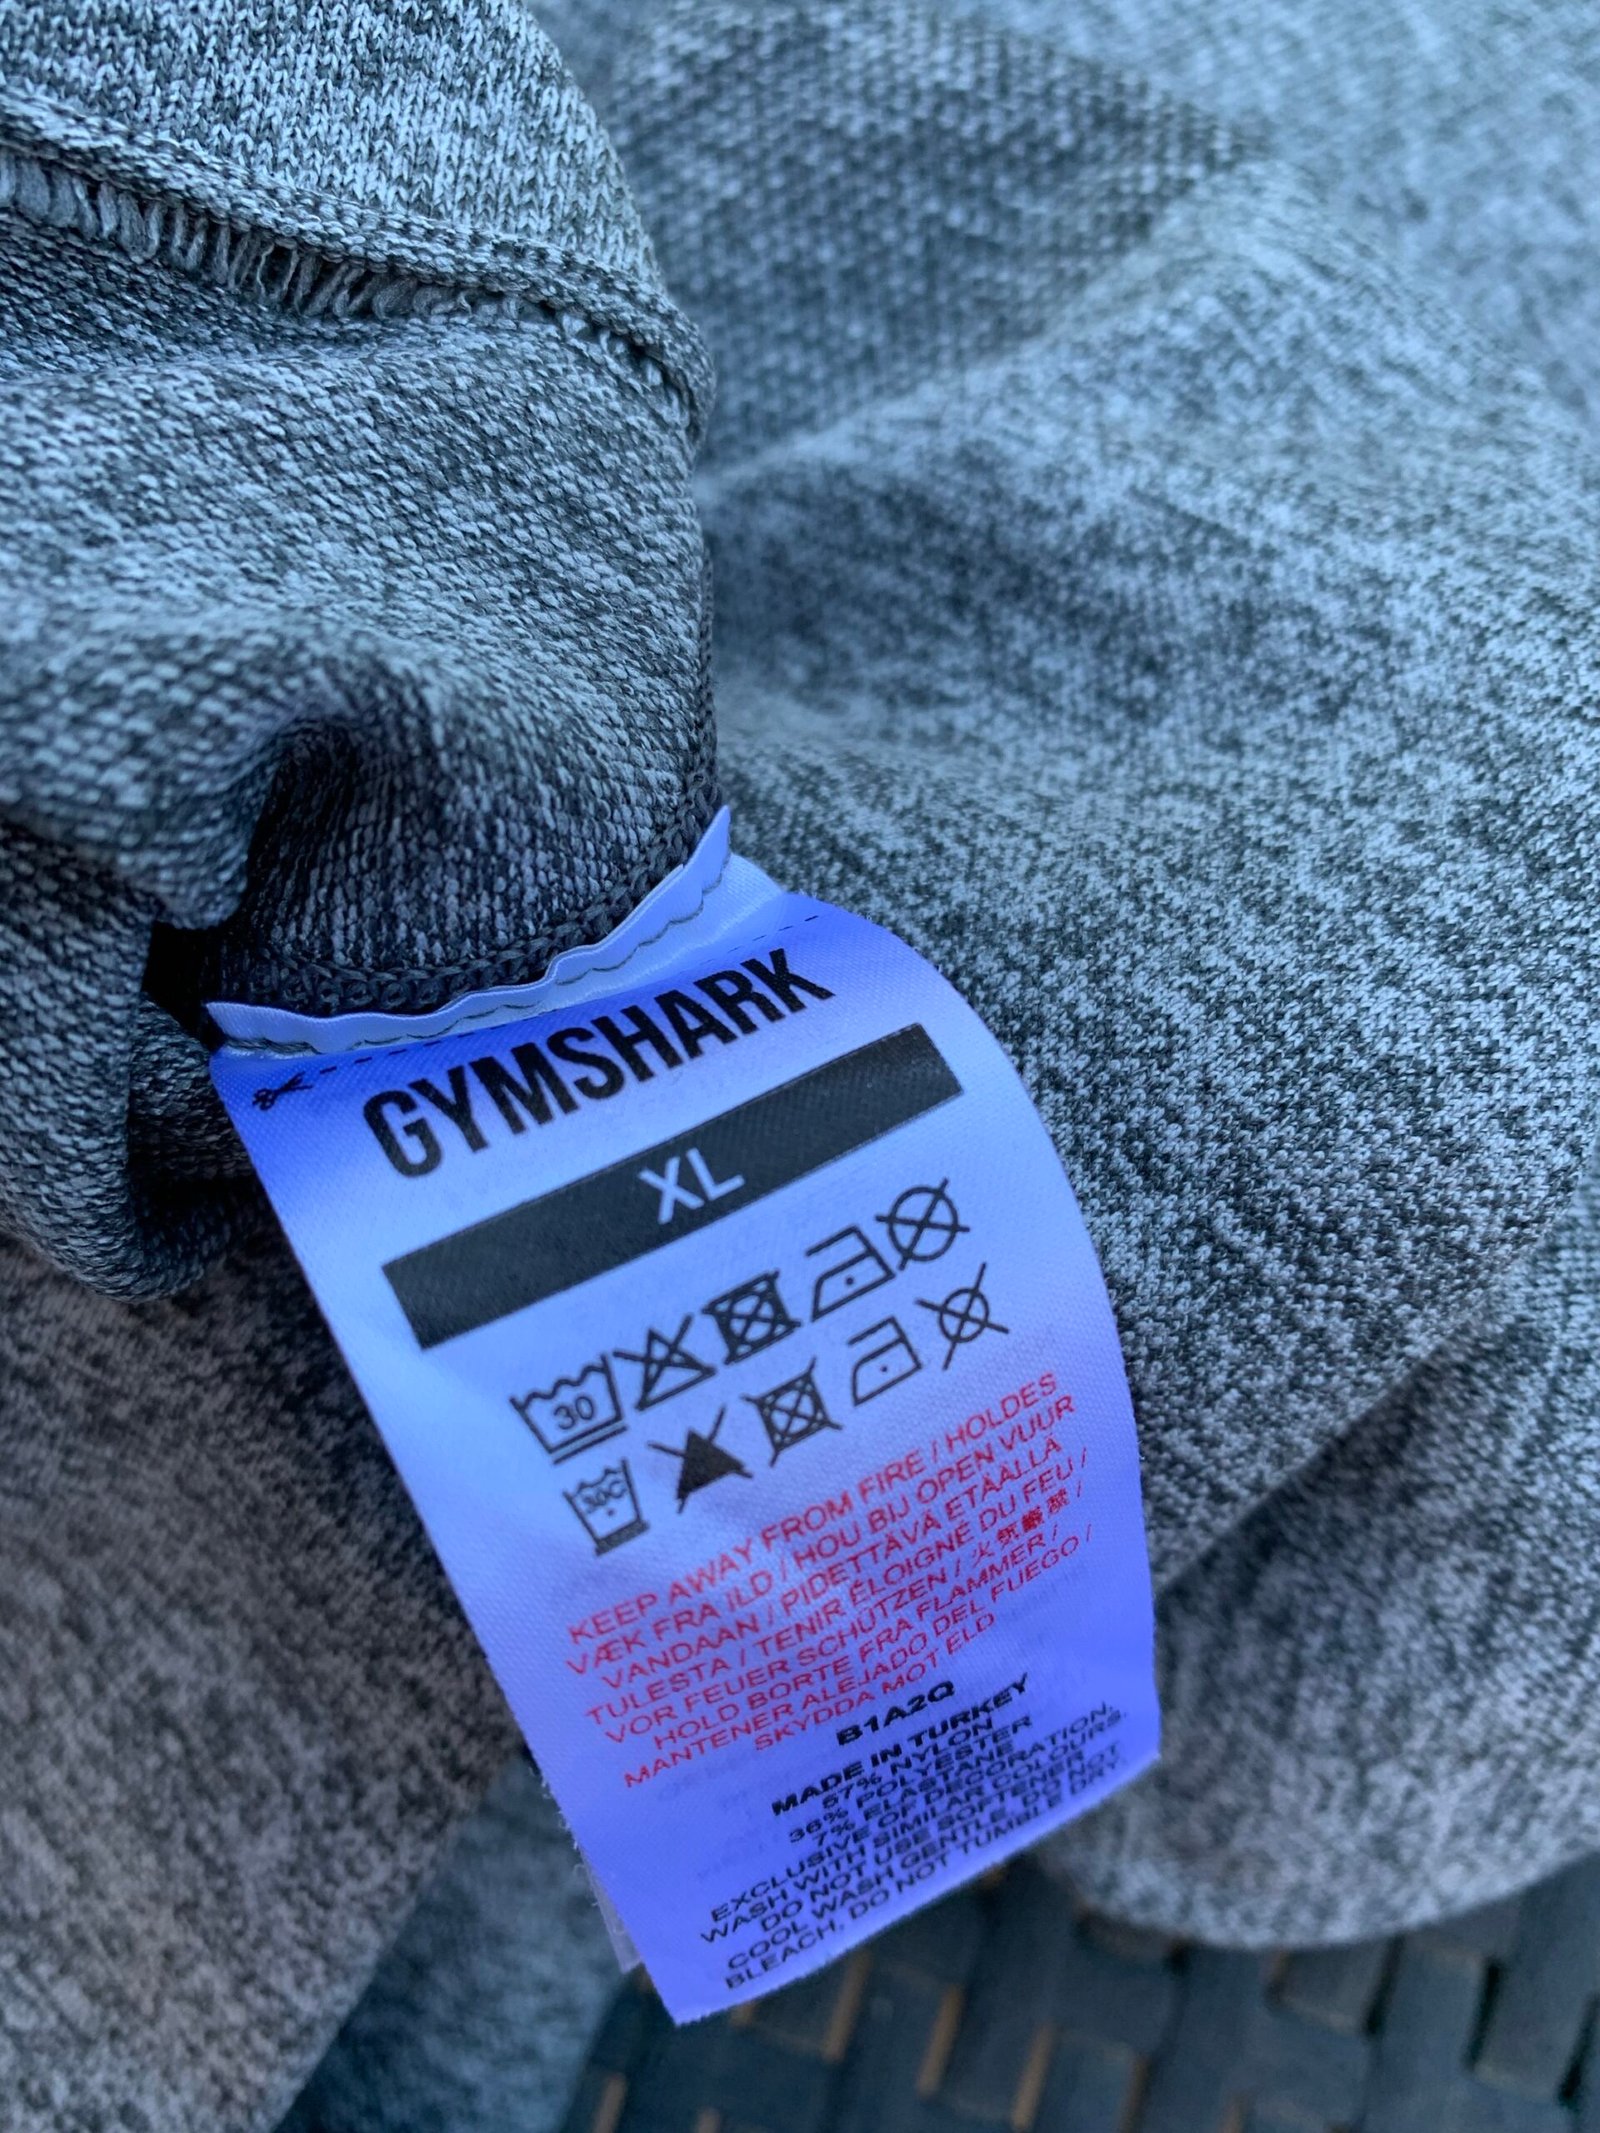 GYMSHARK
XL
30
30C
KEEP AWAY FROM FIRE / HOLDES
VÆK FRA ILD / HOU BIJ OPEN VUUR
VANDAAN / PIDETTÄVÄ ETÄÄLLÄ
TULESTA / TENIR ÉLOIGNÉ DU FEU /
VOR FEUER SCHÜTZEN / 火気厳禁 /
HOLD BORTE FRA FLAMMER /
MANTENER ALEJADO DEL FUEGO /
SKYDDA MOT ELD
B1A2Q
MADE IN TURKEY
57% NYLON
36% POLYESTER
7% ELASTANE
EXCLUSIVE OF DECORATION.
WASH WITH SIMILAR COLOURS.
DO NOT USE SOFTENER
COOL WASH GENTLE, DO NOT
BLEACH, DO NOT TUMBLE DRY